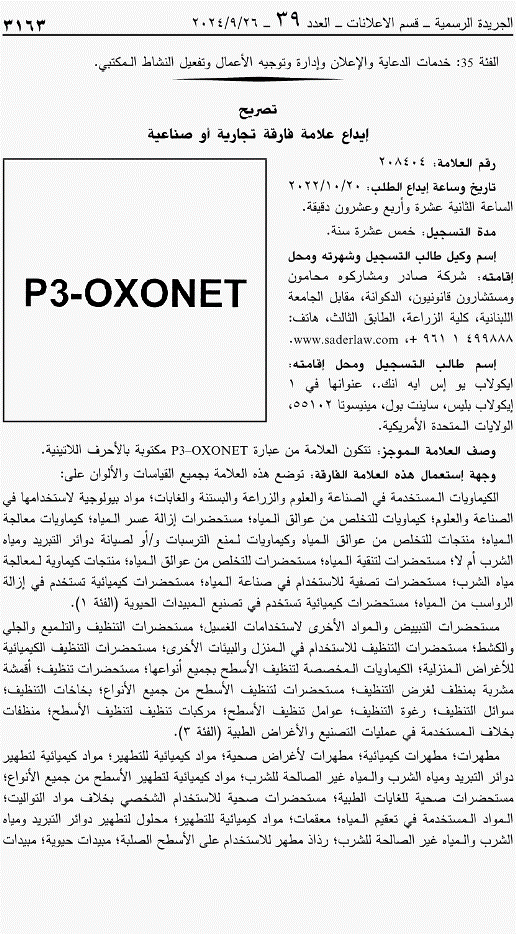 الجريدة الرسمية ــ قسم الاعلانات ــ العدد ٣٩ ــ ٢٠٢٤/٩/٢٦
٣١٦٣
الفئة 35: خدمات الدعاية والإعلان وإدارة وتوجيه الأعمال وتفعيل النشاط المكتبي.
تصريح
إيداع علامة فارقة تجارية أو صناعية
رقم العلامة: ٢٠٨٤٠٤
تاريخ وساعة إيداع الطلب: ٢٠٢٢/١٠/٢٠
الساعة الثانية عشرة وأربع وعشرون دقيقة.
مدة التسجيل: خمس عشرة سنة.
إسم وكيل طالب التسجيل وشهرته ومحل
إقامته: شركة صادر ومشاركوه محامون
ومستشارون قانونيون، الدكوانة، مقابل الجامعة
اللبنانية، كلية الزراعة، الطابق الثالث، هاتف:
٤٩٩٨٨٨ ١ ٩٦١ +، www.saderlaw.com.
إسم طالب التسجيل ومحل إقامته:
ايكولاب يو إس ايه انك.، عنوانها في ١
إيكولاب بليس، ساينت بول، مينيسوتا ٥٥١٠٢،
الولايات المتحدة الأمريكية.
P3-OXONET
وصف العلامة الموجز: تتكون العلامة من عبارة P3–OXONET مكتوبة بالأحرف اللاتينية.
وجهة إستعمال هذه العلامة الفارقة: توضع هذه العلامة بجميع القياسات والألوان على:
الكيماويات المستخدمة في الصناعة والعلوم والزراعة والبستنة والغابات؛ مواد بيولوجية لاستخدامها في
الصناعة والعلوم؛ كيماويات للتخلص من عوالق المياه؛ مستحضرات إزالة عسر المياه؛ كيماويات معالجة
المياه؛ منتجات للتخلص من عوالق المياه وكيماويات لمنع الترسبات و/أو لصيانة دوائر التبريد ومياه
الشرب أم لا؛ مستحضرات لتنقية المياه؛ مستحضرات للتخلص من عوالق المياه؛ منتجات كيماوية لمعالجة
مياه الشرب؛ مستحضرات تصفية للاستخدام في صناعة المياه؛ مستحضرات كيميائية تستخدم في إزالة
الرواسب من المياه؛ مستحضرات كيميائية تستخدم في تصنيع المبيدات الحيوية (الفئة ١).
مستحضرات التبييض والمواد الأخرى لاستخدامات الغسيل؛ مستحضرات التنظيف والتلميع والجلي
والكشط؛ مستحضرات التنظيف للاستخدام في المنزل والبيئات الأخرى؛ مستحضرات التنظيف الكيميائية
للأغراض المنزلية؛ الكيماويات المخصصة لتنظيف الأسطح بجميع أنواعها؛ مستحضرات تنظيف؛ أقمشة
مشربة بمنظف لغرض التنظيف؛ مستحضرات لتنظيف الأسطح من جميع الأنواع؛ بخاخات التنظيف؛
سوائل التنظيف؛ رغوة التنظيف؛ عوامل تنظيف الأسطح؛ مركبات تنظيف لتنظيف الأسطح؛ منظفات
بخلاف المستخدمة في عمليات التصنيع والأغراض الطبية (الفئة ٣).
مطهرات؛ مطهرات كيميائية؛ مطهرات لأغراض صحية؛ مواد كيميائية للتطهير؛ مواد كيميائية لتطهير
دوائر التبريد ومياه الشرب والمياه غير الصالحة للشرب؛ مواد كيميائية لتطهير الأسطح من جميع الأنواع؛
مستحضرات صحية للغايات الطبية؛ مستحضرات صحية للاستخدام الشخصي بخلاف مواد التواليت؛
المواد المستخدمة في تعقيم المياه؛ معقمات؛ مواد كيميائية للتطهير؛ محلول لتطهير دوائر التبريد ومياه
الشرب والمياه غير الصالحة للشرب؛ رذاذ مطهر للاستخدام على الأسطح الصلبة؛ مبيدات حيوية؛ مبيدات